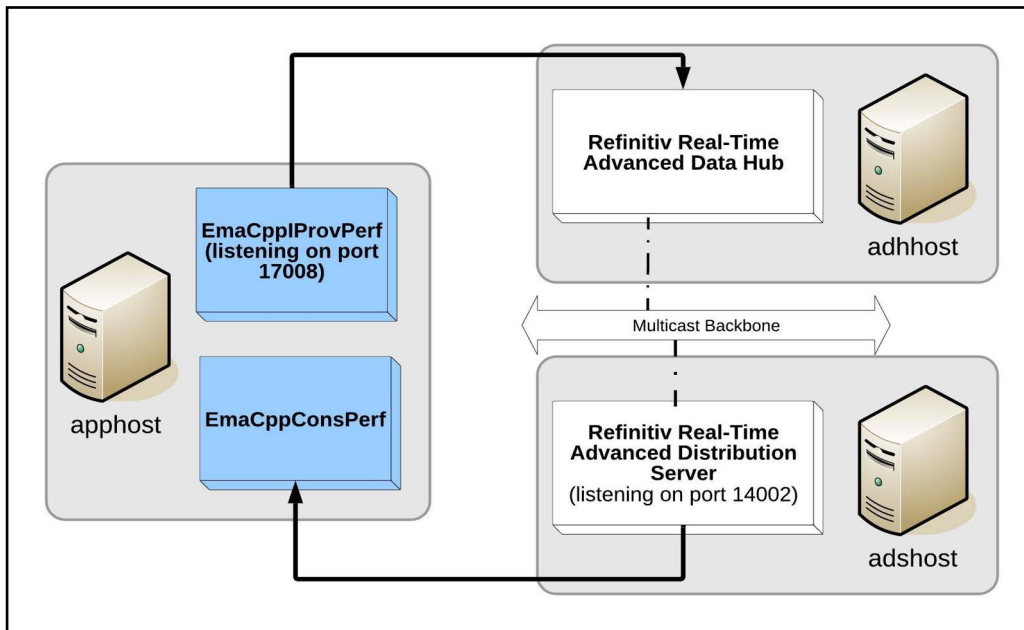 Refinitiv Real-Time
Advanced Data Hub
adhhost
EmaCppIProvPerf
(listening on port
17008)
apphost
EmaCppConsPerf
Multicast Backbone
Refinitiv Real-Time
Advanced Distribution
Server
(listening on port 14002)
adshost